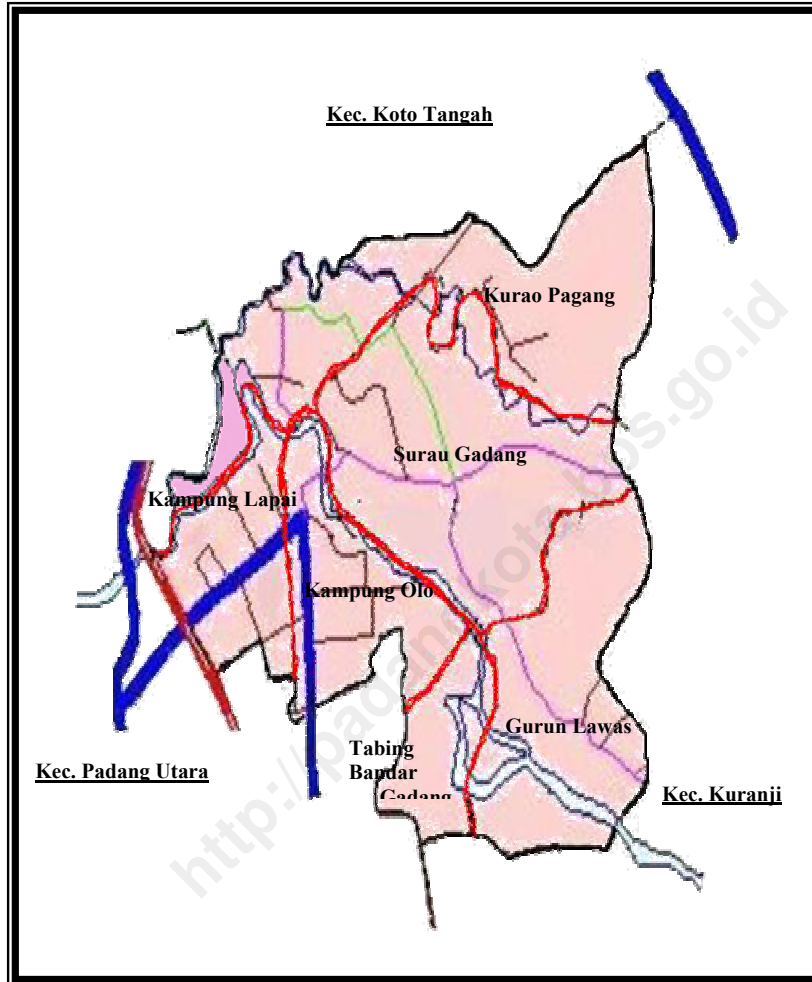 Kec. Koto Tangah
Kurao Pagang
Surau Gadang
Kampung Lapai
Kampung Olo
Gurun Lawas
Tabing
Bandar
Gadang
Kec. Padang Utara
Kec. Kuranji
http://padangkota.bps.go.id